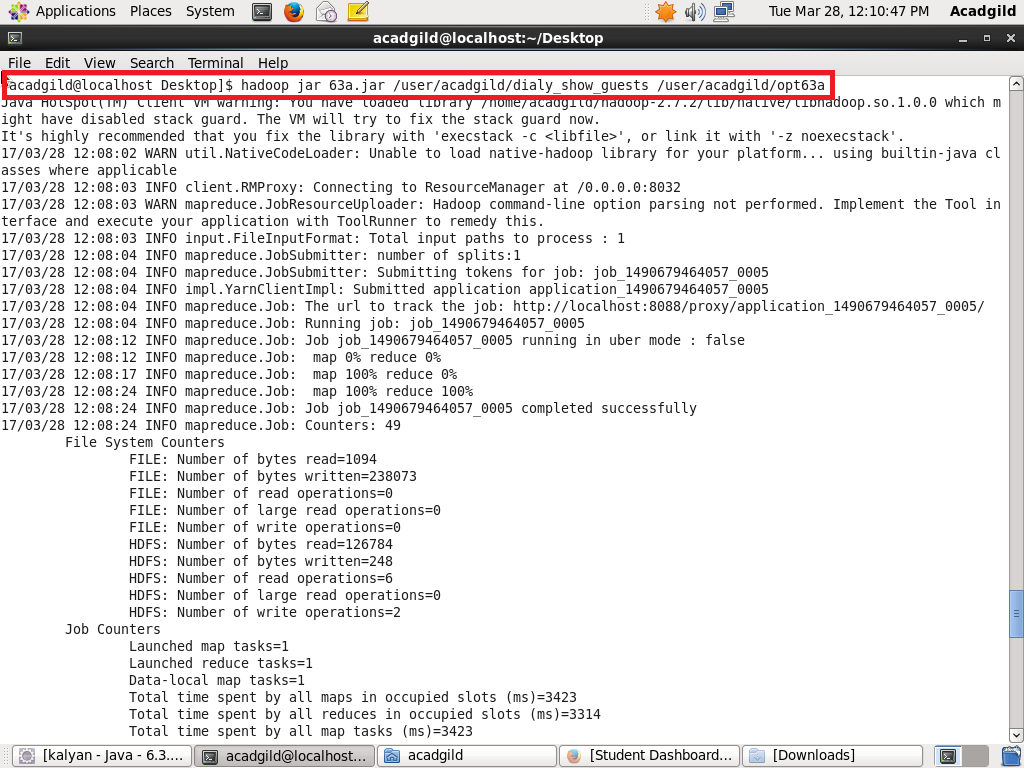 Applications Places System
Tue Mar 28, 12:10:47 PM Acadgild
acadgild@localhost:~/Desktop
File Edit View Search Terminal Help
acadgild@localhost Desktop]$ hadoop jar 63a.jar /user/acadgild/dialy_show_guests /user/acadgild/opt63a
Java HotSpot(TM) Client VM warning: You have loaded library /home/acadgild/hadoop-2.7.2/lib/native/libhadoop.so.1.0.0 which m
ight have disabled stack guard. The VM will try to fix the stack guard now.
It's highly recommended that you fix the library with 'execstack -c <libfile>', or link it with '-z noexecstack'.
17/03/28 12:08:02 WARN util.NativeCodeLoader: Unable to load native-hadoop library for your platform... using builtin-java cl
asses where applicable
17/03/28 12:08:03 INFO client.RMProxy: Connecting to ResourceManager at /0.0.0.0:8032
17/03/28 12:08:03 WARN mapreduce.JobResourceUploader: Hadoop command-line option parsing not performed. Implement the Tool in
terface and execute your application with ToolRunner to remedy this.
17/03/28 12:08:03 INFO input.FileInputFormat: Total input paths to process : 1
17/03/28 12:08:04 INFO mapreduce.JobSubmitter: number of splits:1
17/03/28 12:08:04 INFO mapreduce.JobSubmitter: Submitting tokens for job: job_1490679464057_0005
17/03/28 12:08:04 INFO impl.YarnClientImpl: Submitted application application_1490679464057_0005
17/03/28 12:08:04 INFO mapreduce.Job: The url to track the job: http://localhost:8088/proxy/application_1490679464057_0005/
17/03/28 12:08:04 INFO mapreduce.Job: Running job: job_1490679464057_0005
17/03/28 12:08:12 INFO mapreduce.Job: Job job_1490679464057_0005 running in uber mode : false
17/03/28 12:08:12 INFO mapreduce.Job:  map 0% reduce 0%
17/03/28 12:08:17 INFO mapreduce.Job:  map 100% reduce 0%
17/03/28 12:08:24 INFO mapreduce.Job:  map 100% reduce 100%
17/03/28 12:08:24 INFO mapreduce.Job: Job job_1490679464057_0005 completed successfully
17/03/28 12:08:24 INFO mapreduce.Job: Counters: 49
File System Counters
FILE: Number of bytes read=1094
FILE: Number of bytes written=238073
FILE: Number of read operations=0
FILE: Number of large read operations=0
FILE: Number of write operations=0
HDFS: Number of bytes read=126784
HDFS: Number of bytes written=248
HDFS: Number of read operations=6
HDFS: Number of large read operations=0
HDFS: Number of write operations=2
Job Counters
Launched map tasks=1
Launched reduce tasks=1
Data-local map tasks=1
Total time spent by all maps in occupied slots (ms)=3423
Total time spent by all reduces in occupied slots (ms)=3314
Total time spent by all map tasks (ms)=3423
[kalyan - Java - 6.3.... acadgild@localhost... acadgild [Student Dashboard... [Downloads]